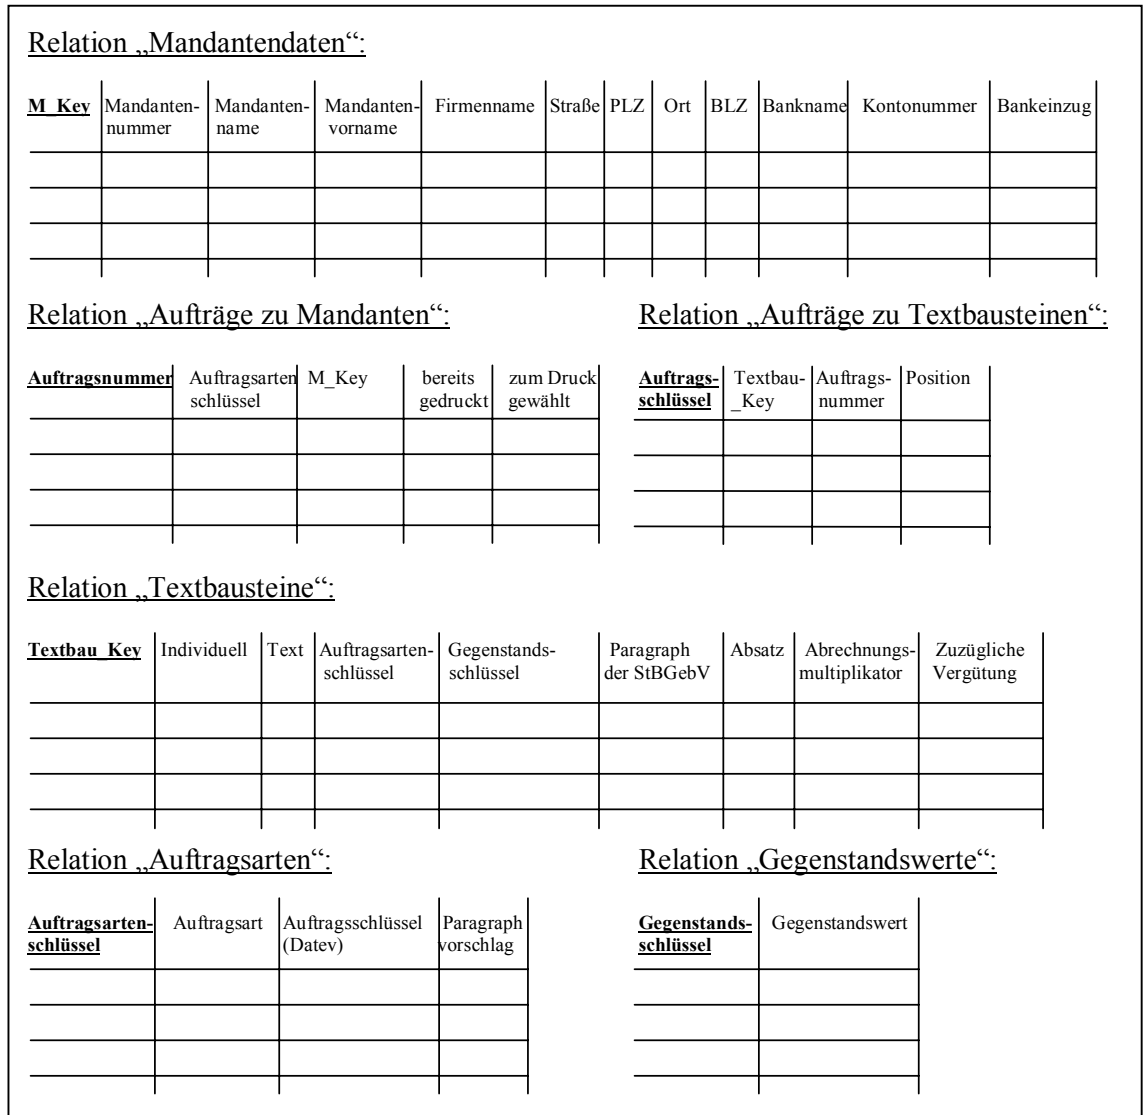 Relation „Mandantendaten“:
M_Key Mandanten- Mandanten- Mandanten- Firmenname Straße PLZ Ort BLZ Bankname Kontonummer Bankeinzug
nummer name vorname
Relation „Aufträge zu Mandanten“: Relation „Aufträge zu Textbausteinen“:
Auftragsnummer Auftragsarten M_Key bereits zum Druck Auftrags- Textbau- Auftrags- Position
schlüssel gedruckt gewählt schlüssel _Key nummer
Relation „Textbausteine“:
Textbau_Key Individuell Text Auftragsarten- Gegenstands- Paragraph Absatz Abrechnungs- Zuzügliche
schlüssel schlüssel der StBGebV multiplikator Vergütung
Relation „Auftragsarten“: Relation „Gegenstandswerte“:
Auftragsarten- Auftragsart Auftragsschlüssel Paragraph Gegenstands- Gegenstandswert
schlüssel (Datev) vorschlag schlüssel